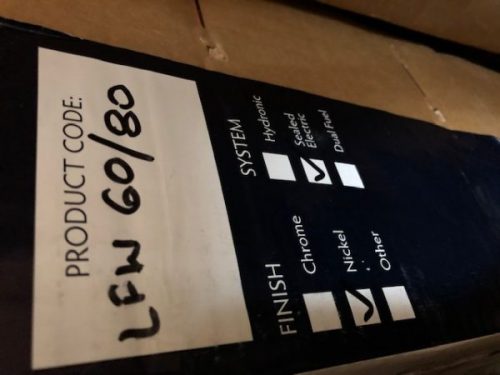 PRODUCT CODE:
LFW 60/80
FINISH
Chrome
Nickel
Other
SYSTEM
Hydronic
Sealed
Electric
Dual Fuel